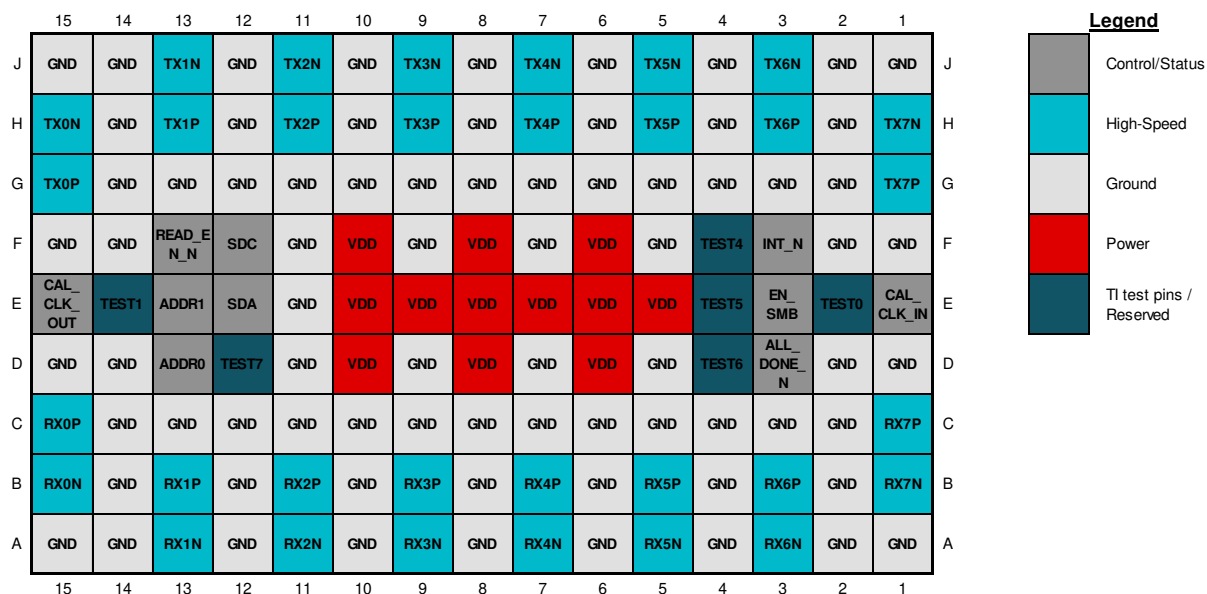 15 14 13 12 11 10 9 8 7 6 5 4 3 2 1
Legend
J GND GND TX1N GND TX2N GND TX3N GND TX4N GND TX5N GND TX6N GND GND J
Control/Status
H TX0N GND TX1P GND TX2P GND TX3P GND TX4P GND TX5P GND TX6P GND TX7N H
High-Speed
G TX0P GND GND GND GND GND GND GND GND GND GND GND GND GND TX7P G
Ground
F GND GND READ_E N_N SDC GND VDD GND VDD GND VDD GND TEST4 INT_N GND GND F
Power
E CAL_ CLK_ OUT TEST1 ADDR1 SDA GND VDD VDD VDD VDD VDD VDD TEST5 EN_ SMB TEST0 CAL_ CLK_IN E
TI test pins /
Reserved
D GND GND ADDR0 TEST7 GND VDD GND VDD GND VDD GND TEST6 ALL_ DONE_ N GND GND D
C RX0P GND GND GND GND GND GND GND GND GND GND GND GND GND RX7P C
B RX0N GND RX1P GND RX2P GND RX3P GND RX4P GND RX5P GND RX6P GND RX7N B
A GND GND RX1N GND RX2N GND RX3N GND RX4N GND RX5N GND RX6N GND GND A
15 14 13 12 11 10 9 8 7 6 5 4 3 2 1